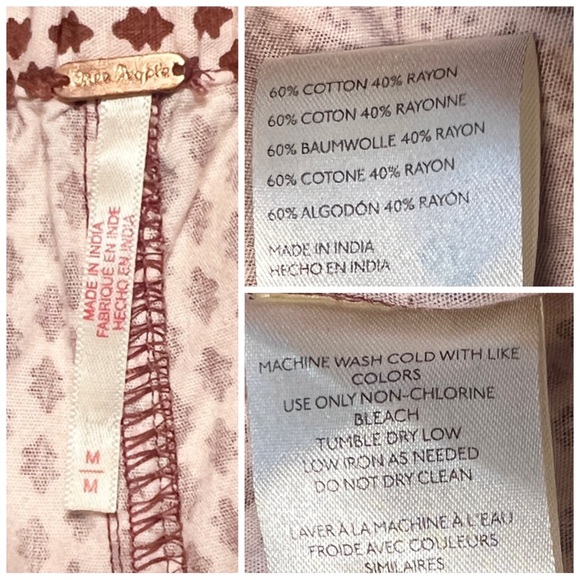 Free People
MADE IN INDIA
FABRIQUÉ EN INDE
HECHO EN INDIA
M
M
60% COTTON 40% RAYON
60% COTON 40% RAYONNE
60% BAUMWOLLE 40% RAYON
60% COTONE 40% RAYON
60% ALGODÓN 40% RAYÓN
MADE IN INDIA
HECHO EN INDIA
MACHINE WASH COLD WITH LIKE
COLORS
USE ONLY NON-CHLORINE
BLEACH
TUMBLE DRY LOW
LOW IRON AS NEEDED
DO NOT DRY CLEAN
LAVER À LA MACHINE À L'EAU
FROIDE AVEC COULEURS
SIMILAIRES